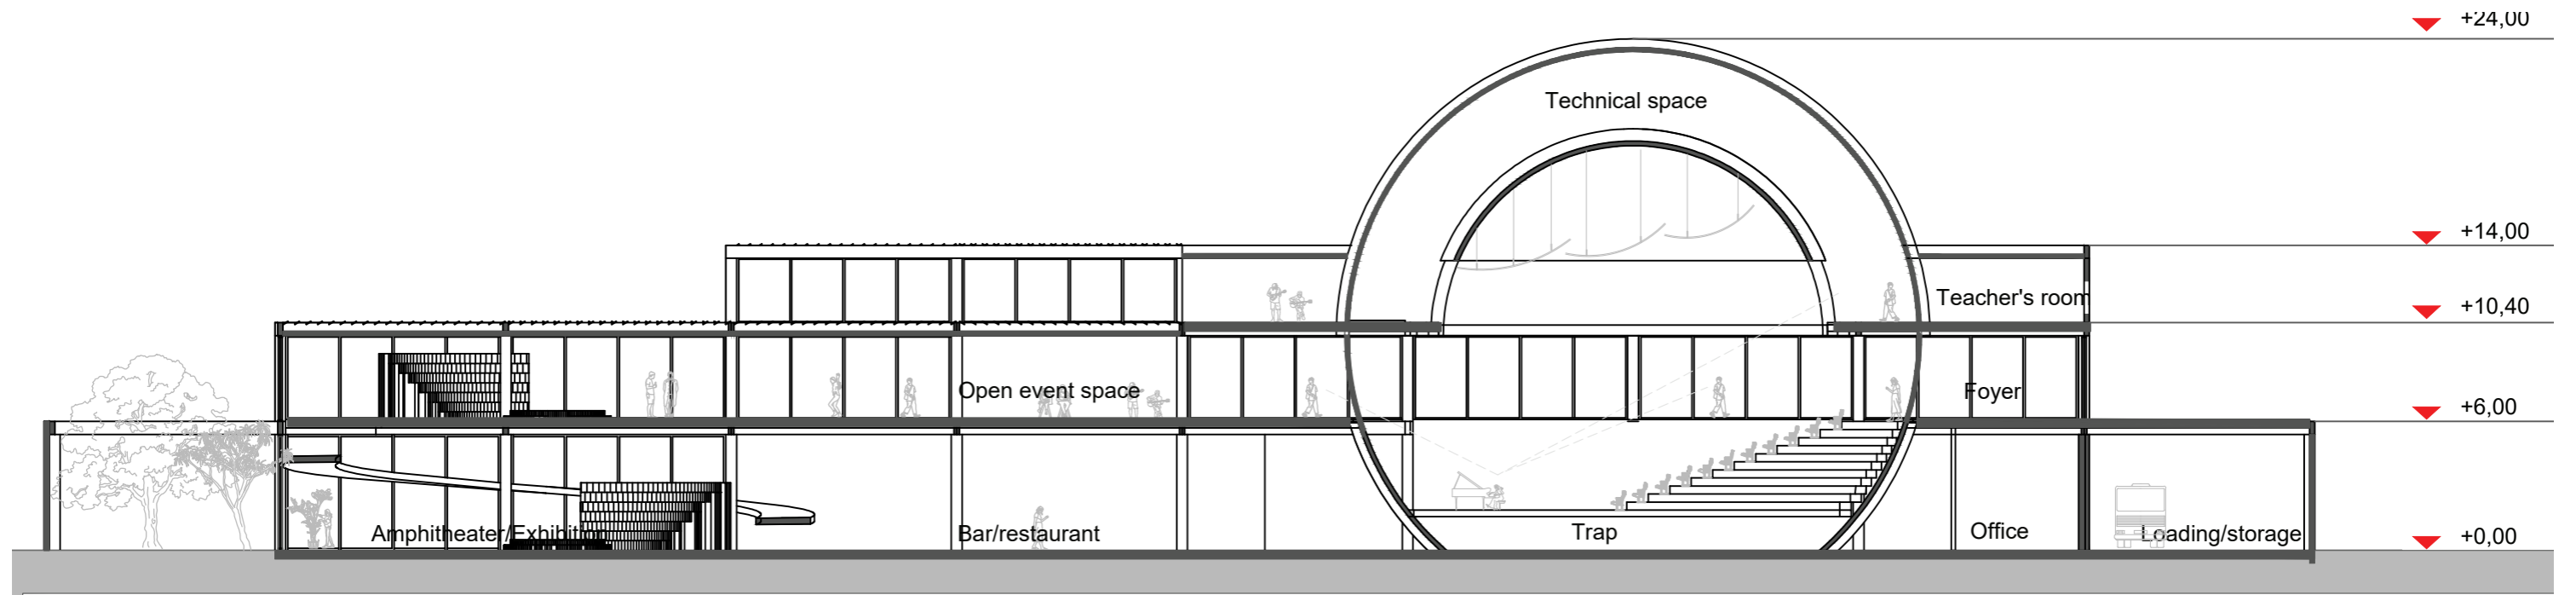 +24,00
Technical space
+14,00
Teacher's room
+10,40
Open event space
Foyer
+6,00
Amphitheater/Exhibition
Bar/restaurant
Trap
Office
Loading/storage
+0,00